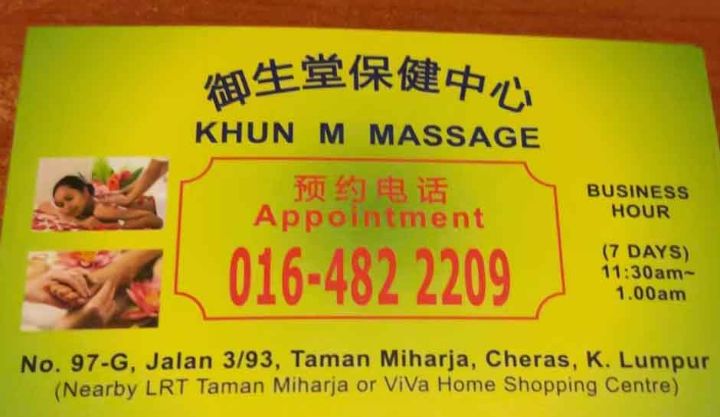 御生堂保健中心
KHUN M MASSAGE
预约电话
Appointment
016-482 2209
BUSINESS
HOUR
(7 DAYS)
11:30am~
1.00am
No. 97-G, Jalan 3/93, Taman Miharja, Cheras, K. Lumpur
(Nearby LRT Taman Miharja or ViVa Home Shopping Centre)